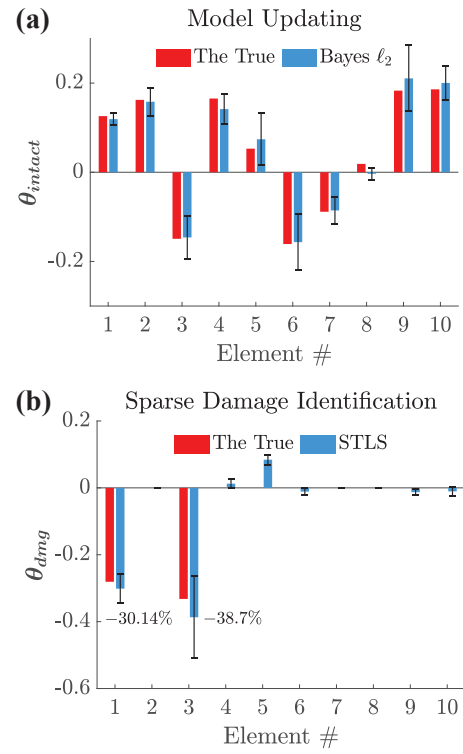 (a)
Model Updating
The True
Bayes ℓ₂
0.2
0
-0.2
θintact
1 2 3 4 5 6 7 8 9 10
Element #
(b)
Sparse Damage Identification
The True
STLS
0.2
0
-0.2
-0.4
-0.6
θdmg
−30.14%
−38.7%
1 2 3 4 5 6 7 8 9 10
Element #